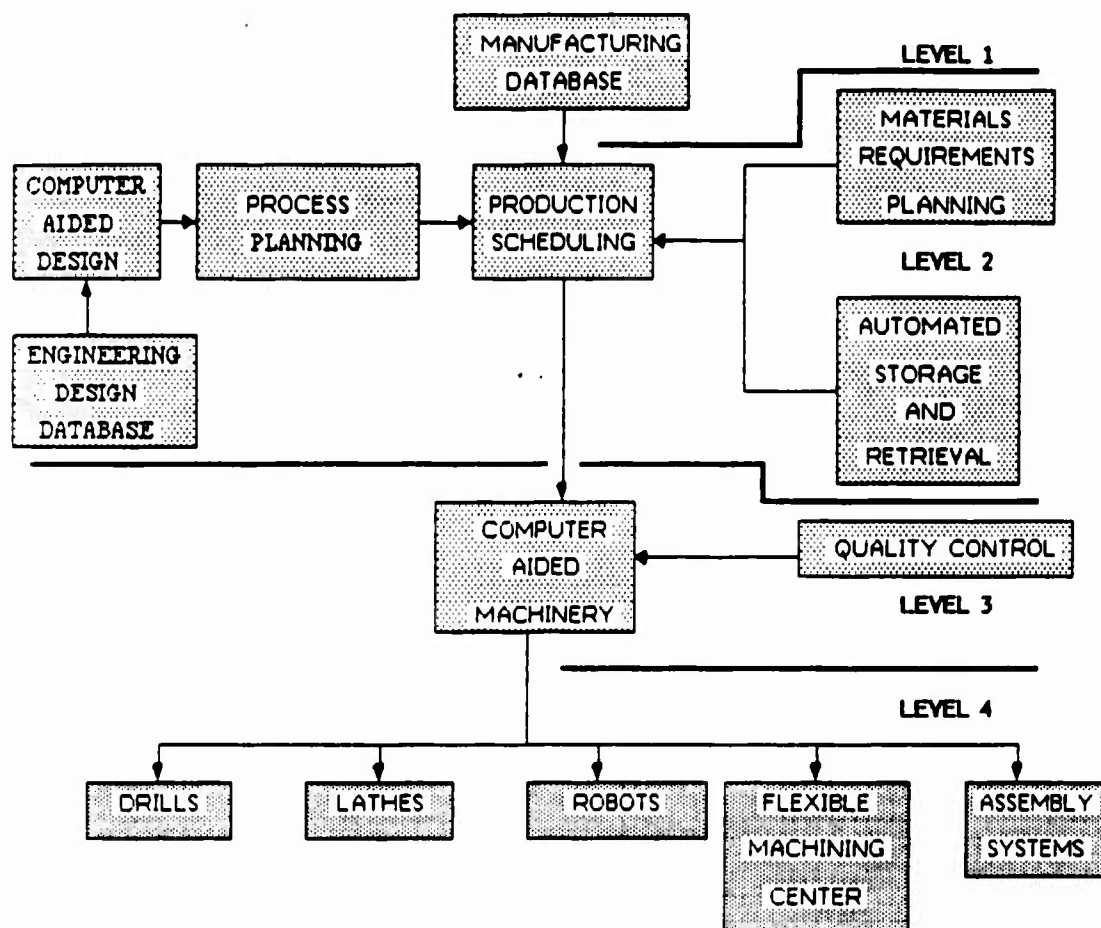 MANUFACTURING
DATABASE
LEVEL 1
MATERIALS
REQUIREMENTS
PLANNING
COMPUTER
AIDED
DESIGN
PROCESS
PLANNING
PRODUCTION
SCHEDULING
LEVEL 2
ENGINEERING
DESIGN
DATABASE
AUTOMATED
STORAGE
AND
RETRIEVAL
COMPUTER
AIDED
MACHINERY
QUALITY CONTROL
LEVEL 3
LEVEL 4
DRILLS
LATHES
ROBOTS
FLEXIBLE
MACHINING
CENTER
ASSEMBLY
SYSTEMS